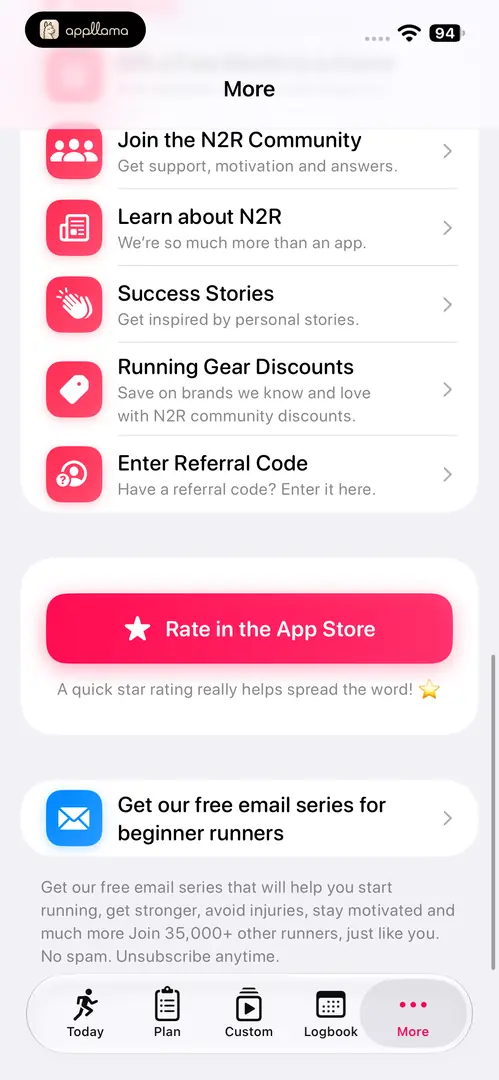 appllama
94
More
Join the N2R Community
Get support, motivation and answers.
Learn about N2R
We're so much more than an app.
Success Stories
Get inspired by personal stories.
Running Gear Discounts
Save on brands we know and love
with N2R community discounts.
Enter Referral Code
?
Have a referral code? Enter it here.
Rate in the App Store
A quick star rating really helps spread the word! ⭐
Get our free email series for
beginner runners
Get our free email series that will help you start
running, get stronger, avoid injuries, stay motivated and
much more Join 35,000+ other runners, just like you.
No spam. Unsubscribe anytime.
Today
Plan
Custom
Logbook
More